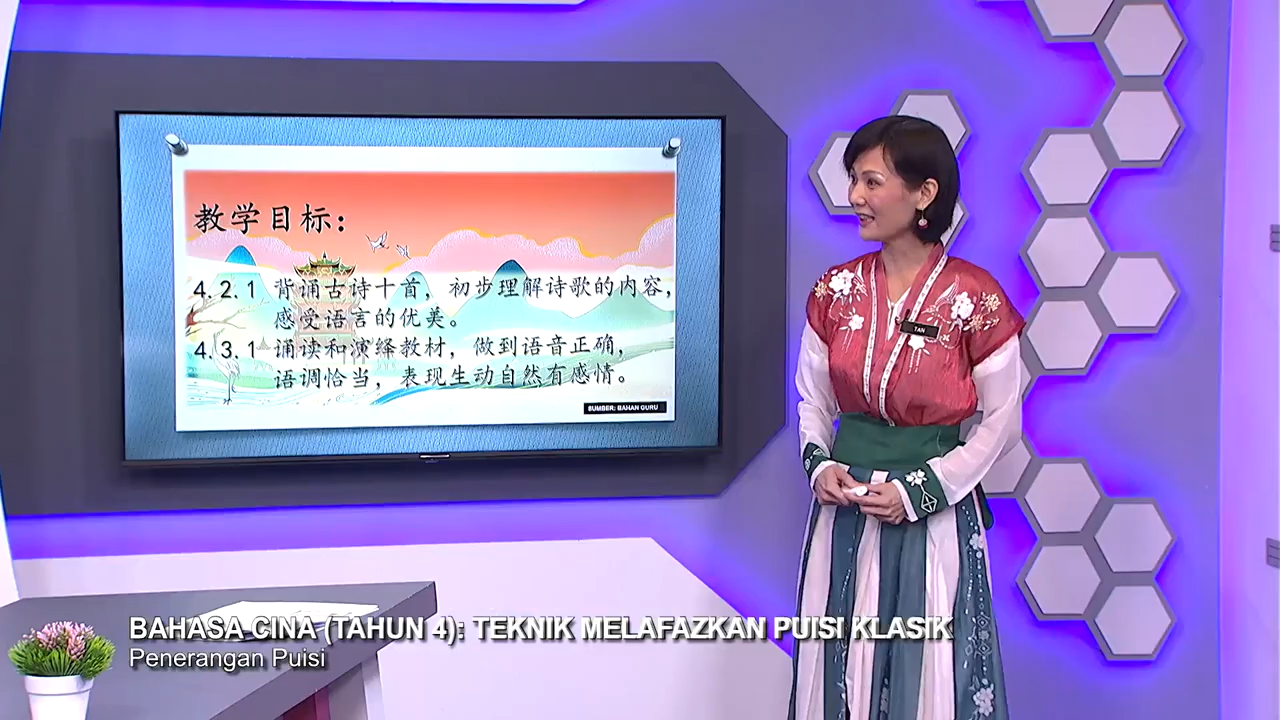 教学目标：
4.2.1 背诵古诗十首，初步理解诗歌的内容，
感受语言的优美。
4.3.1 诵读和演绎教材，做到语音正确，
语调恰当，表现生动自然有感情。
SUMBER: BAHAN GURU
TAN
BAHASA CINA (TAHUN 4): TEKNIK MELAFAZKAN PUISI KLASIK
Penerangan Puisi